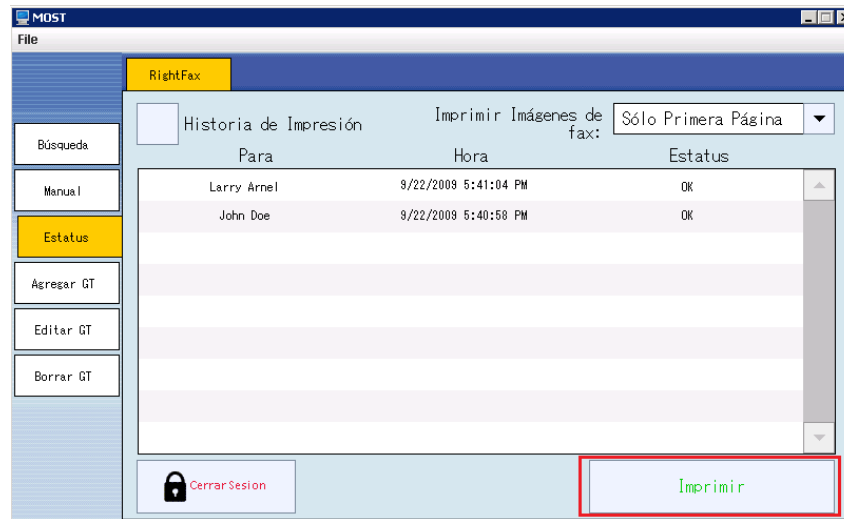 MOST
File
RightFax
Historia de Impresión
Imprimir Imágenes de
fax:
Sólo Primera Página
Para Hora Estatus
Larry Arnel 9/22/2009 5:41:04 PM OK
John Doe 9/22/2009 5:40:58 PM OK
Búsqueda
Manual
Estatus
Agregar GT
Editar GT
Borrar GT
Cerrar Sesion
Imprimir